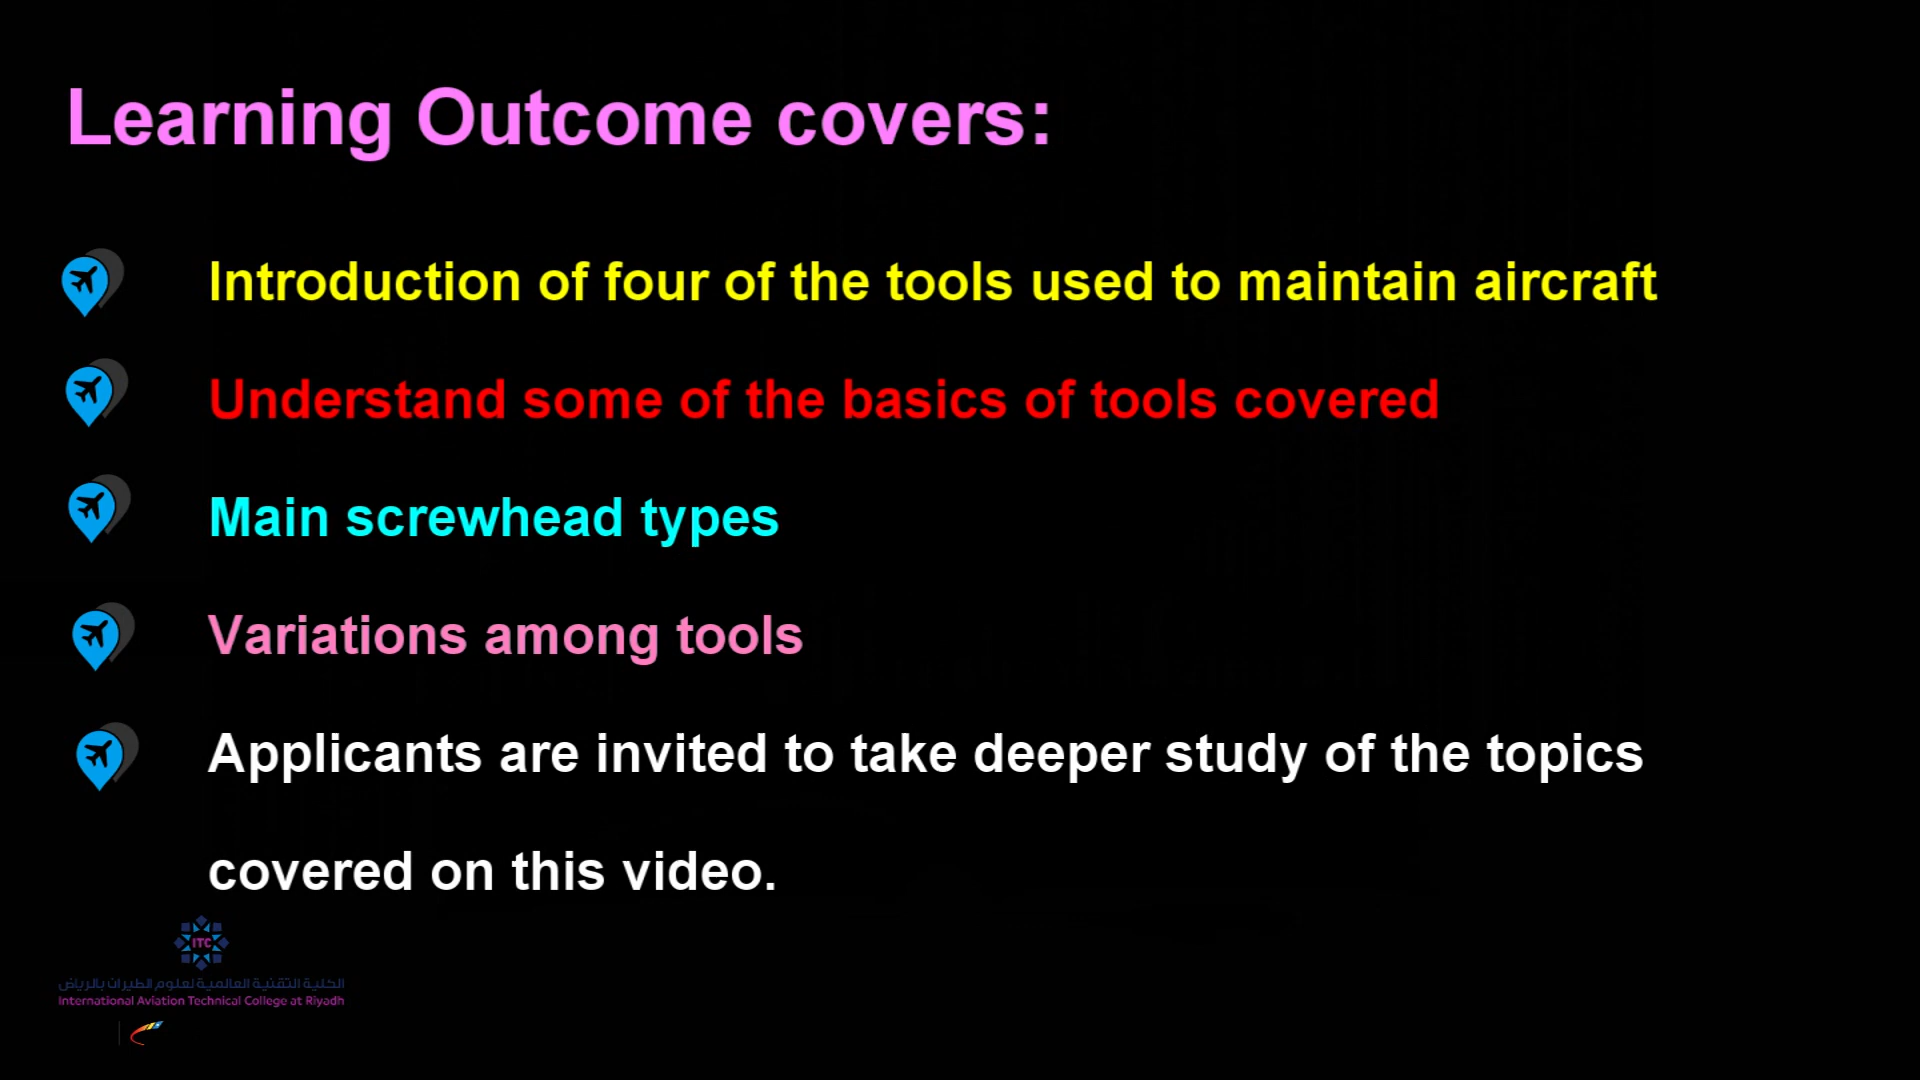 Learning Outcome covers:
Introduction of four of the tools used to maintain aircraft
Understand some of the basics of tools covered
Main screwhead types
Variations among tools
Applicants are invited to take deeper study of the topics
covered on this video.
ITC
الكلية التقنية العالمية لعلوم الطيران بالرياض
International Aviation Technical College at Riyadh